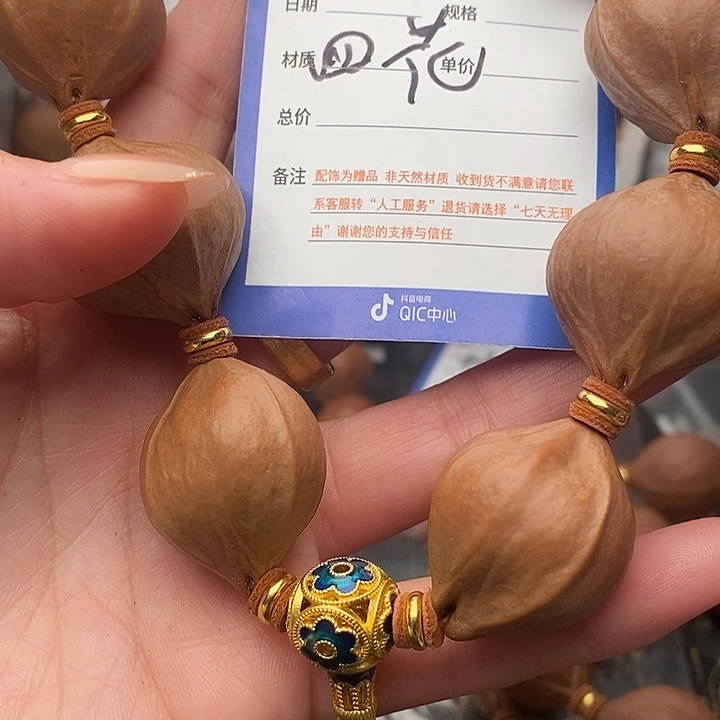 日期 规格
材质 四花 单价
总价
备注 配饰为赠品 非天然材质 收到货不满意请您联
系客服转“人工服务”退货请选择“七天无理
由”谢谢您的支持与信任
抖音电商
QIC中心